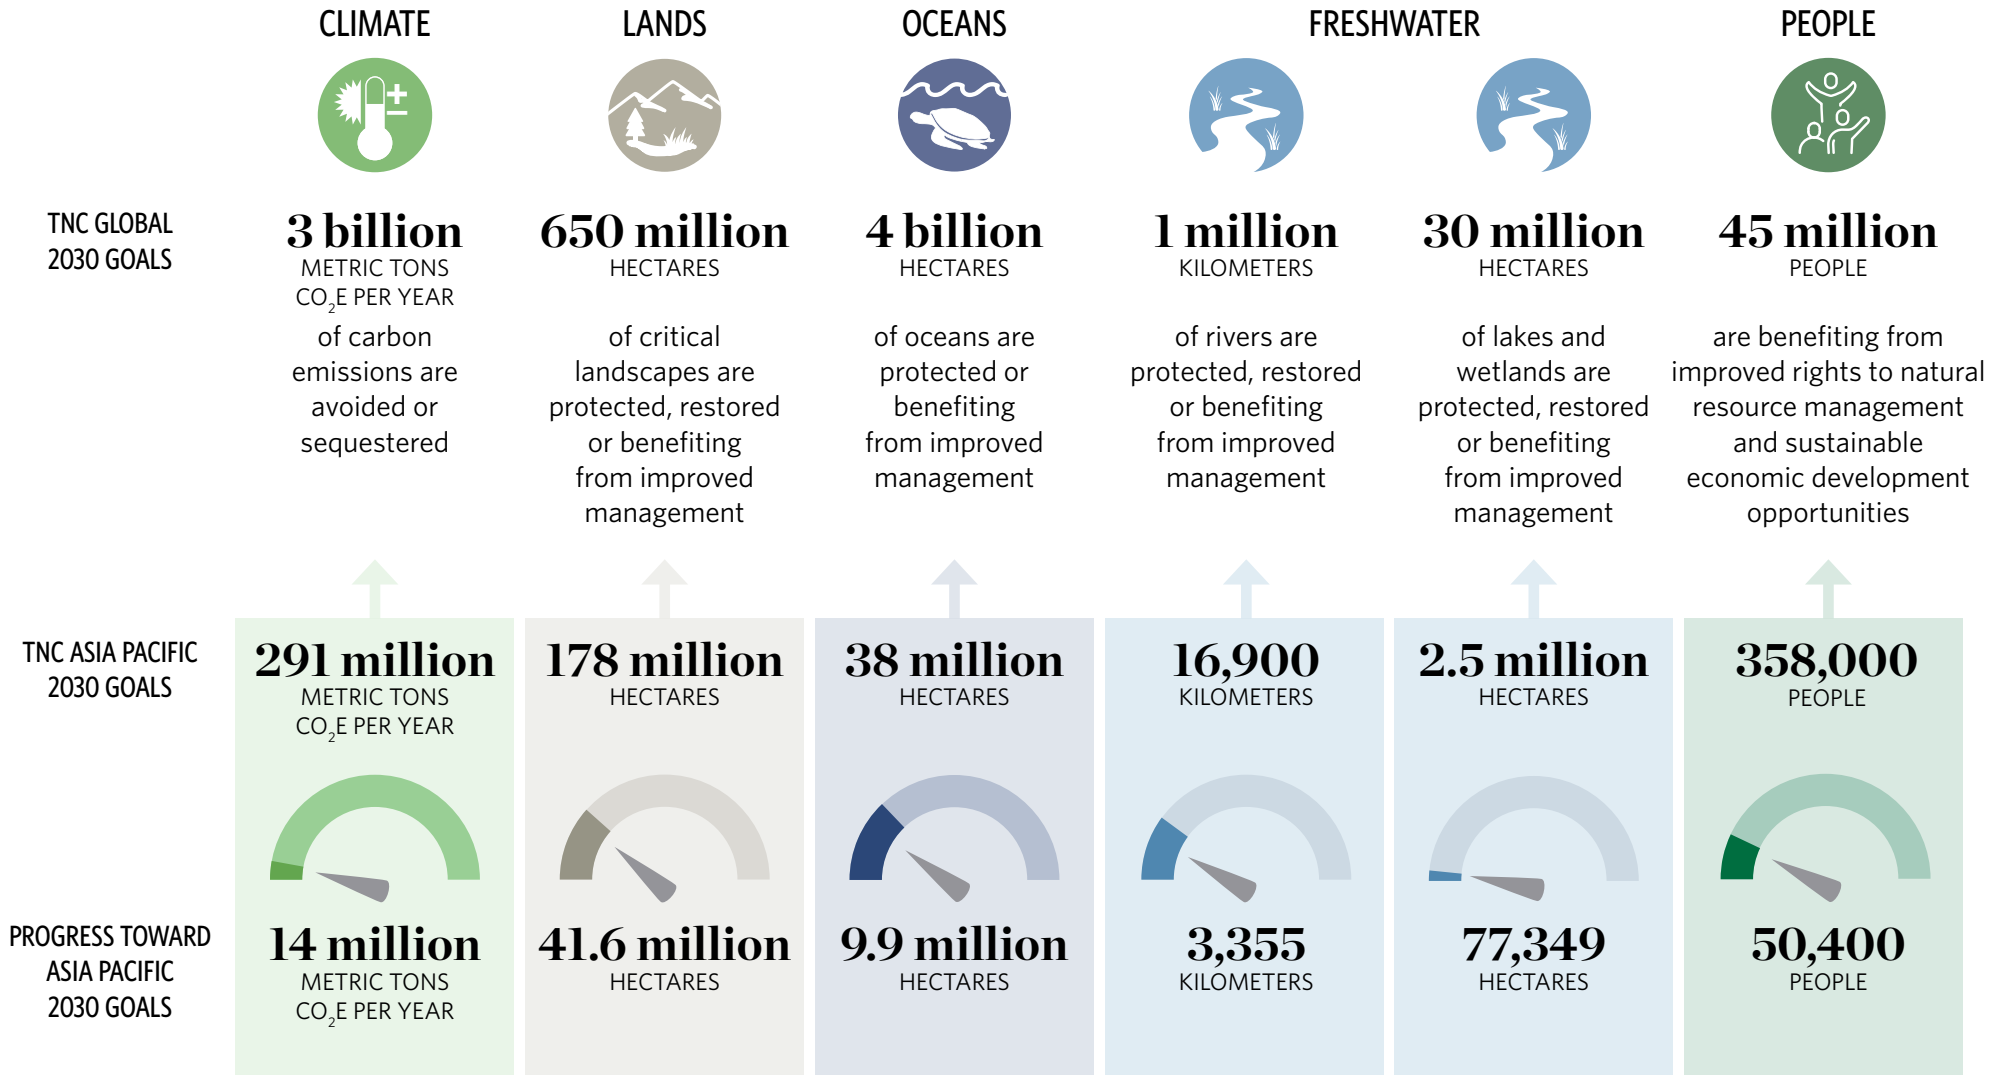 CLIMATE
LANDS
OCEANS
FRESHWATER
PEOPLE
TNC GLOBAL
2030 GOALS
3 billion
METRIC TONS
CO₂E PER YEAR
of carbon
emissions are
avoided or
sequestered
650 million
HECTARES
of critical
landscapes are
protected, restored
or benefiting
from improved
management
4 billion
HECTARES
of oceans are
protected or
benefiting
from improved
management
1 million
KILOMETERS
of rivers are
protected, restored
or benefiting
from improved
management
30 million
HECTARES
of lakes and
wetlands are
protected, restored
or benefiting
from improved
management
45 million
PEOPLE
are benefiting from
improved rights to natural
resource management
and sustainable
economic development
opportunities
TNC ASIA PACIFIC
2030 GOALS
291 million
METRIC TONS
CO₂E PER YEAR
178 million
HECTARES
38 million
HECTARES
16,900
KILOMETERS
2.5 million
HECTARES
358,000
PEOPLE
PROGRESS TOWARD
ASIA PACIFIC
2030 GOALS
14 million
METRIC TONS
CO₂E PER YEAR
41.6 million
HECTARES
9.9 million
HECTARES
3,355
KILOMETERS
77,349
HECTARES
50,400
PEOPLE